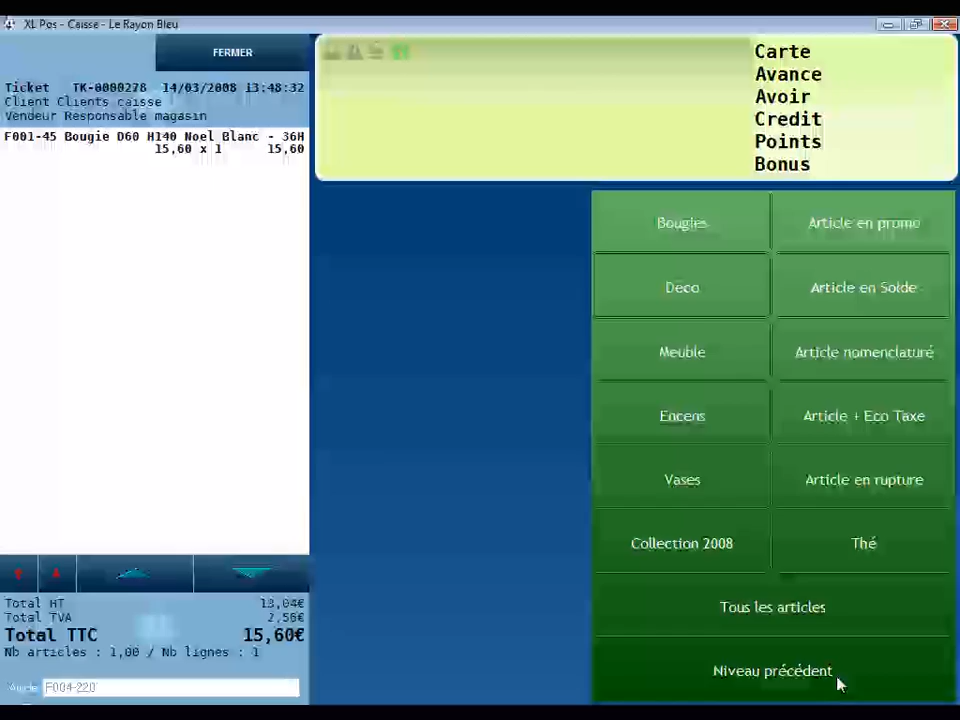 XL Pos - Caisse - Le Rayon Bleu
FERMER
Ticket TK-0000278 14/03/2008 13:48:32
Client Clients caisse
Vendeur Responsable magasin
F001-45 Bougie D60 H140 Noel Blanc - 36H
15,60 x 1 15,60
Carte
Avance
Avoir
Credit
Points
Bonus
Bougies Article en promo
Deco Article en Solde
Meuble Article nomenclaturé
Encens Article + Eco Taxe
Vases Article en rupture
Collection 2008 Thé
Tous les articles
Niveau précédent
Total HT 13,04€
Total TVA 2,56€
Total TTC 15,60€
Nb articles : 1,00 / Nb lignes : 1
F004-220